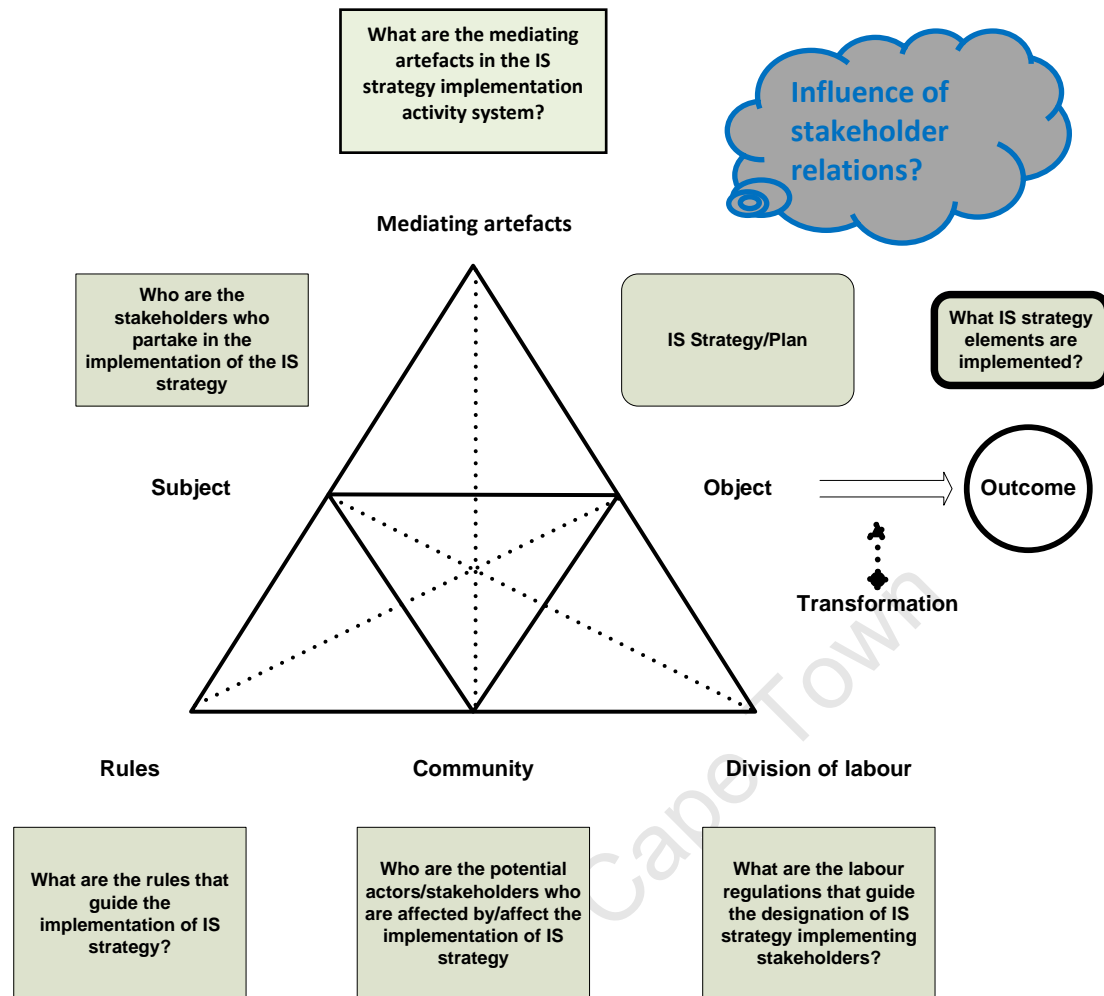 What are the mediating
artefacts in the IS
strategy implementation
activity system?
Influence of
stakeholder
relations?
Mediating artefacts
Who are the
stakeholders who
partake in the
implementation of the IS
strategy
IS Strategy/Plan
What IS strategy
elements are
implemented?
Subject
Object
Outcome
Transformation
Rules
Community
Division of labour
What are the rules that
guide the
implementation of IS
strategy?
Who are the potential
actors/stakeholders who
are affected by/affect the
implementation of IS
strategy
What are the labour
regulations that guide
the designation of IS
strategy implementing
stakeholders?
Cape Town